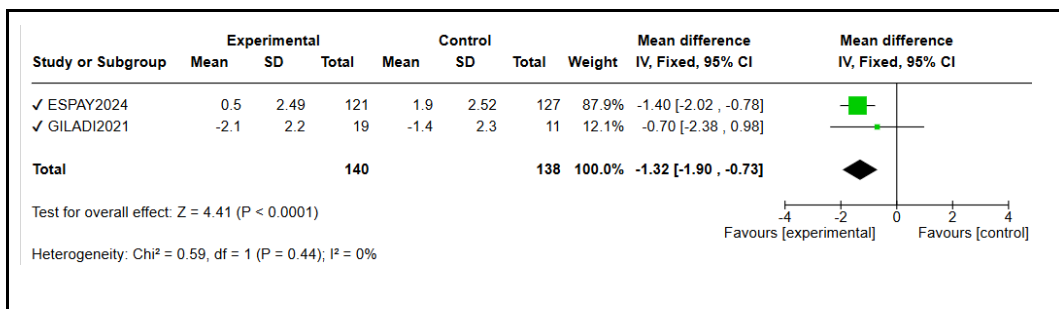 Experimental Control Mean difference Mean difference
Study or Subgroup Mean SD Total Mean SD Total Weight IV, Fixed, 95% CI IV, Fixed, 95% CI
✓ ESPAY2024 0.5 2.49 121 1.9 2.52 127 87.9% -1.40 [-2.02 , -0.78]
✓ GILADI2021 -2.1 2.2 19 -1.4 2.3 11 12.1% -0.70 [-2.38 , 0.98]
Total 140 138 100.0% -1.32 [-1.90 , -0.73]
Test for overall effect: Z = 4.41 (P < 0.0001)
-4 -2 0 2 4
Favours [experimental] Favours [control]
Heterogeneity: Chi² = 0.59, df = 1 (P = 0.44); I² = 0%